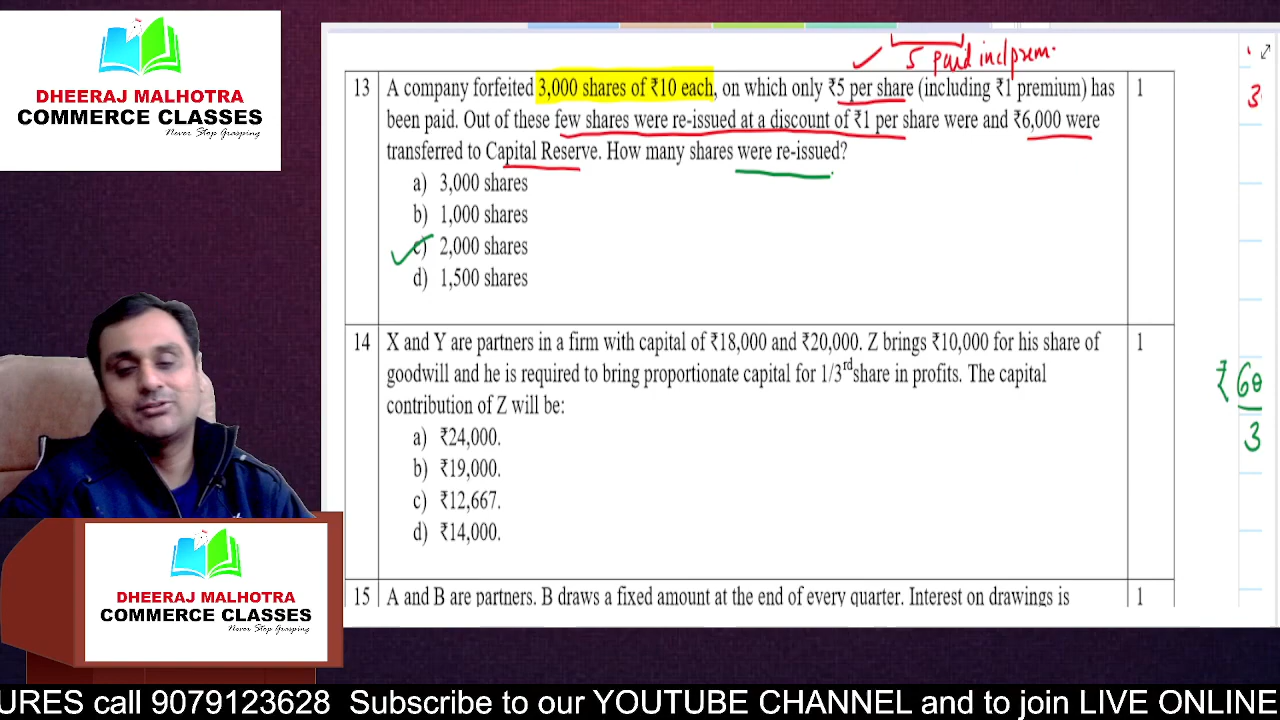 DHEERAJ MALHOTRA
COMMERCE CLASSES
Never Stop Grasping
5 paid incl prem.
3
13 A company forfeited 3,000 shares of ₹10 each, on which only ₹5 per share (including ₹1 premium) has 1
been paid. Out of these few shares were re-issued at a discount of ₹1 per share were and ₹6,000 were
transferred to Capital Reserve. How many shares were re-issued?
a) 3,000 shares
b) 1,000 shares
c) 2,000 shares
d) 1,500 shares
14 X and Y are partners in a firm with capital of ₹18,000 and ₹20,000. Z brings ₹10,000 for his share of 1
goodwill and he is required to bring proportionate capital for 1/3rd share in profits. The capital
contribution of Z will be:
a) ₹24,000.
b) ₹19,000.
c) ₹12,667.
d) ₹14,000.
₹60
3
15 A and B are partners. B draws a fixed amount at the end of every quarter. Interest on drawings is 1
DHEERAJ MALHOTRA
COMMERCE CLASSES
Never Stop Grasping
URES call 9079123628 Subscribe to our YOUTUBE CHANNEL and to join LIVE ONLINE